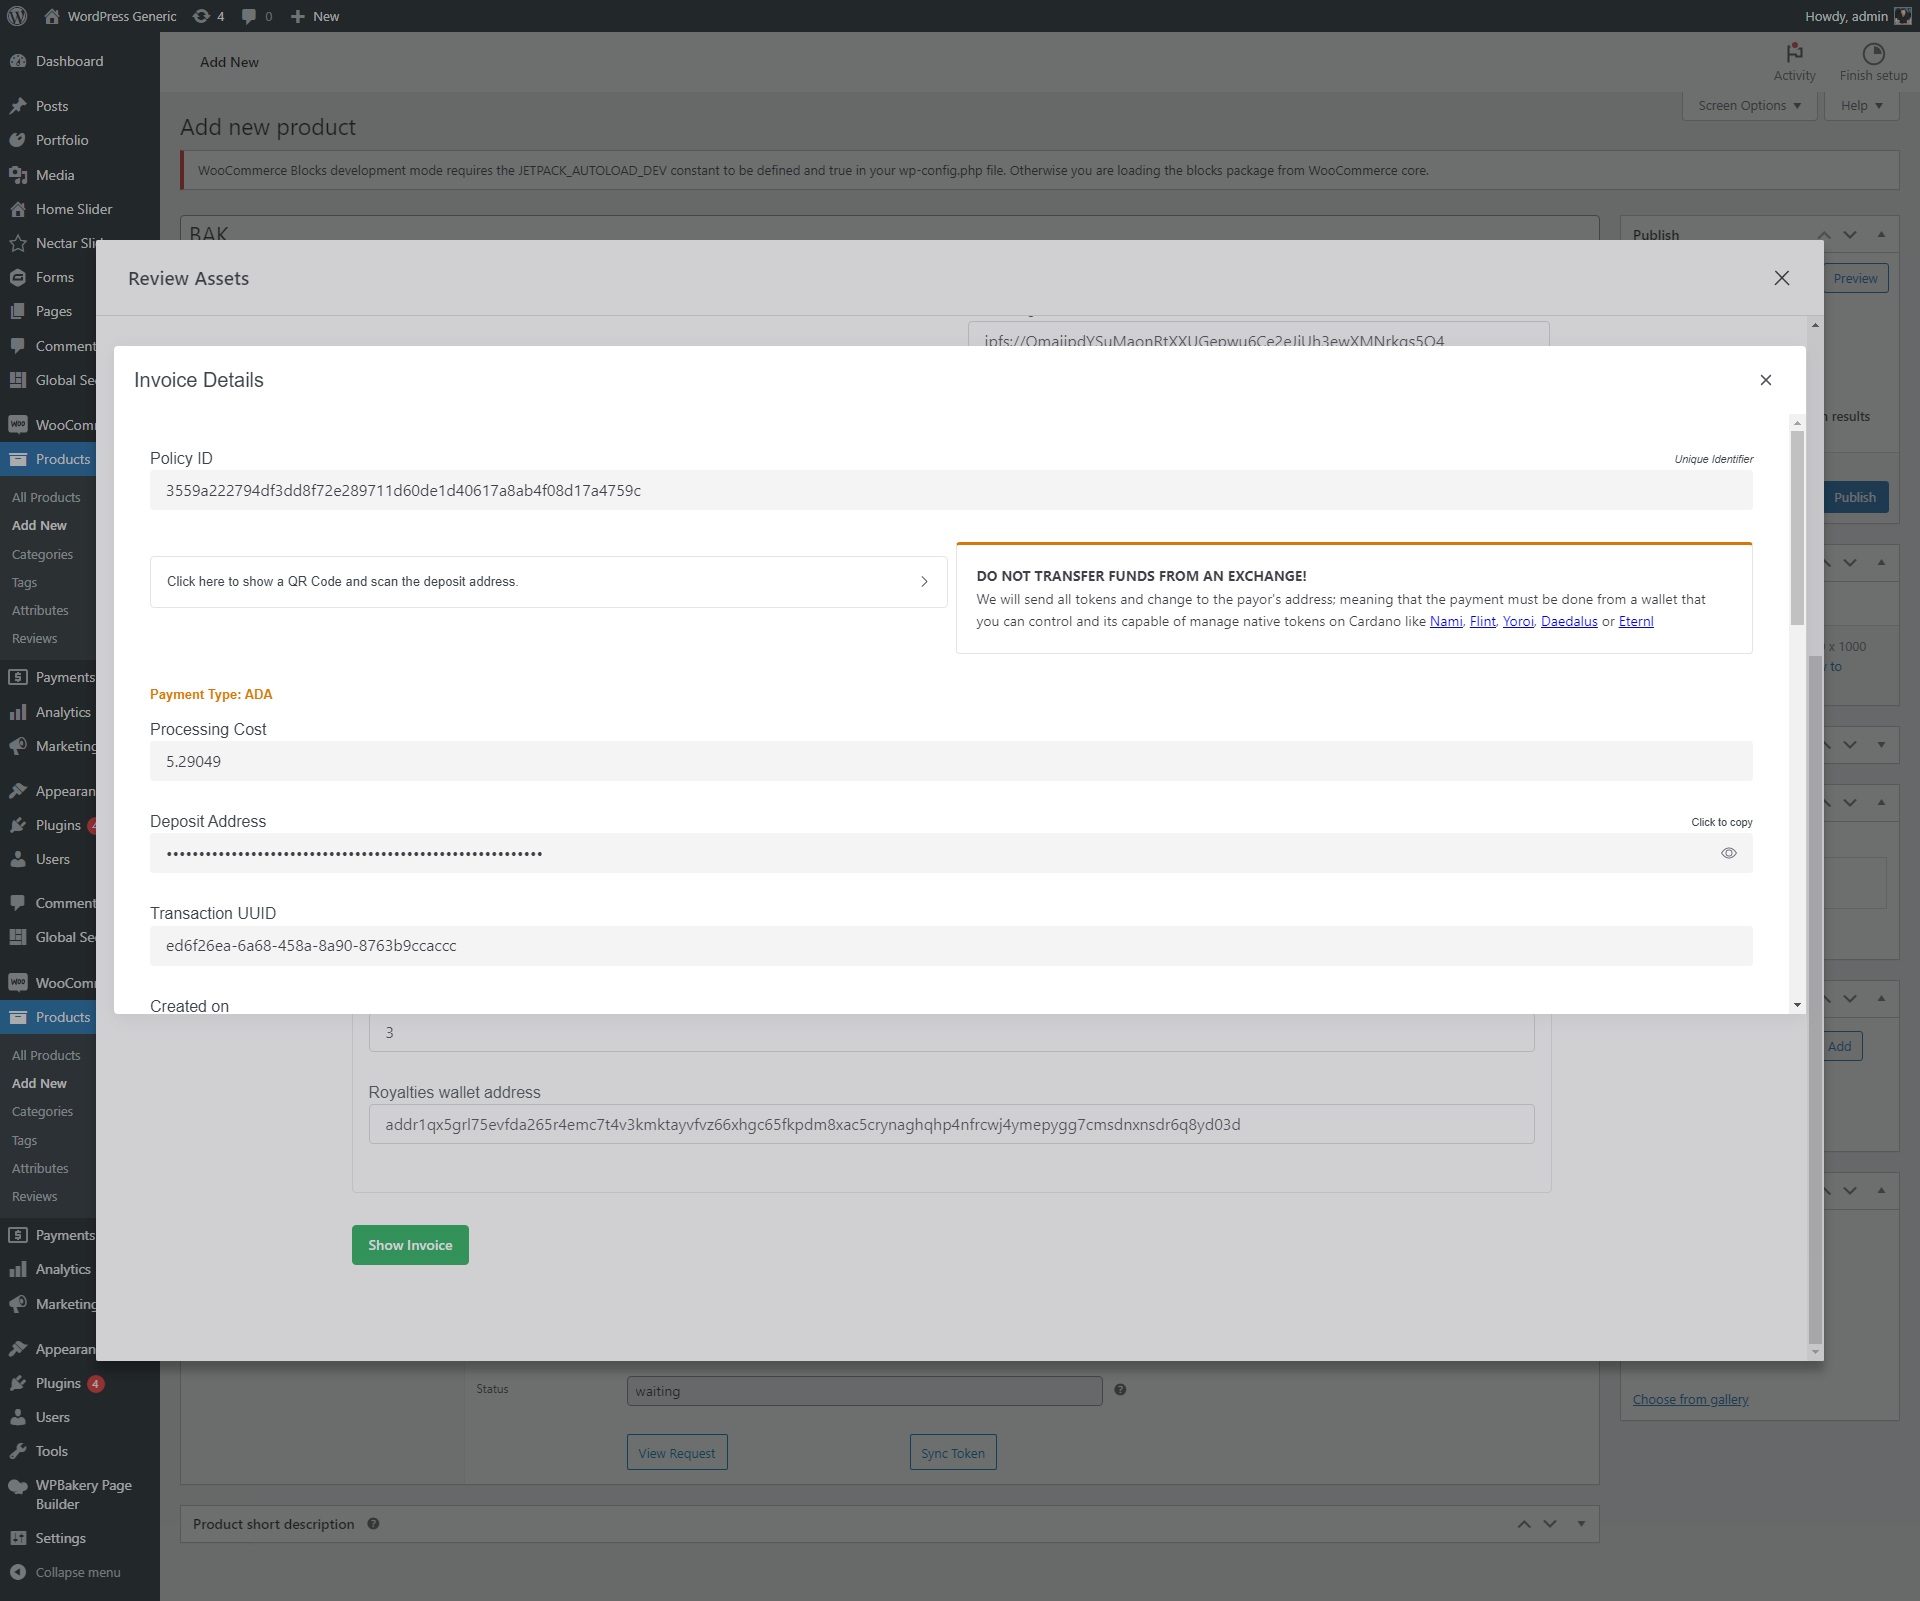 WordPress Generic
4
0
New
Howdy, admin
Dashboard
Posts
Portfolio
Media
Home Slider
Nectar Sli
Forms
Pages
Comment
Global Se
WooComm
Products
All Products
Add New
Categories
Tags
Attributes
Reviews
Payments
Analytics
Marketing
Appearan
Plugins
Users
Comment
Global Se
WooComm
Products
All Products
Add New
Categories
Tags
Attributes
Reviews
Payments
Analytics
Marketing
Appearan
Plugins 4
Users
Tools
WPBakery Page
Builder
Settings
Collapse menu
Add New
Activity
Finish setup
Screen Options
Help
Add new product
WooCommerce Blocks development mode requires the JETPACK_AUTOLOAD_DEV constant to be defined and true in your wp-config.php file. Otherwise you are loading the blocks package from WooCommerce core.
BAK
Publish
Preview
results
Publish
x 1000
to
Add
Choose from gallery
Review Assets
Invoice Details
Policy ID
Unique Identifier
3559a222794df3dd8f72e289711d60de1d40617a8ab4f08d17a4759c
Click here to show a QR Code and scan the deposit address.
DO NOT TRANSFER FUNDS FROM AN EXCHANGE!
We will send all tokens and change to the payor's address; meaning that the payment must be done from a wallet that
you can control and its capable of manage native tokens on Cardano like Nami, Flint, Yoroi, Daedalus or Eternl
Payment Type: ADA
Processing Cost
5.29049
Deposit Address
Click to copy
Transaction UUID
ed6f26ea-6a68-458a-8a90-8763b9ccaccc
Created on
3
Royalties wallet address
addr1qx5grl75evfda265r4emc7t4v3kmktayvfvz66xhgc65fkpdm8xac5crynaghqhp4nfrcwj4ymepygg7cmsdnxnsdr6q8yd03d
Show Invoice
Status
waiting
View Request
Sync Token
Product short description